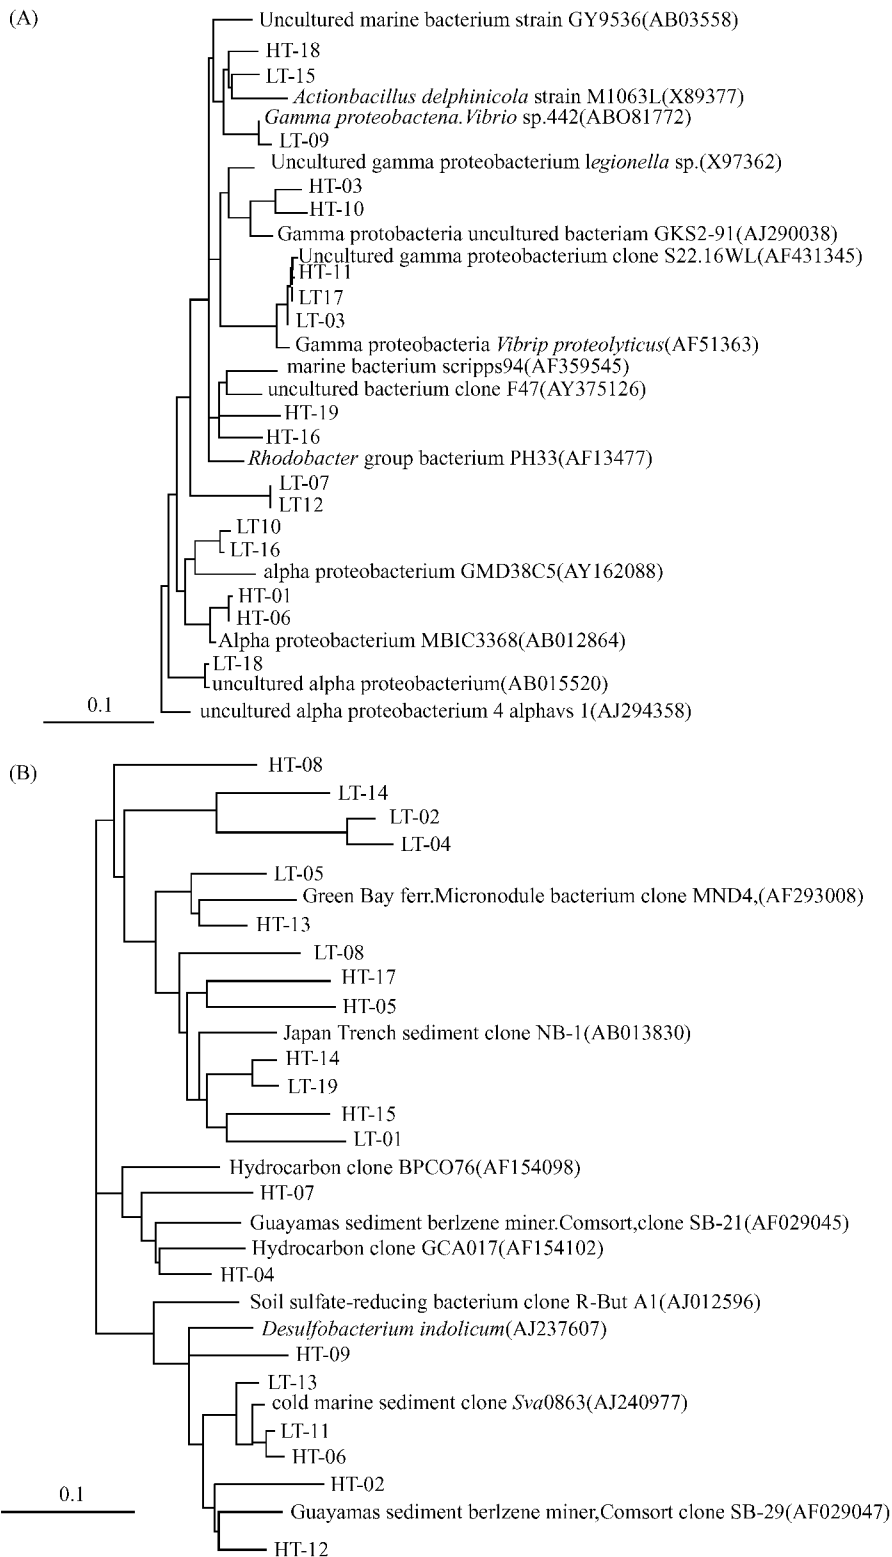 (A)
Uncultured marine bacterium strain GY9536(AB03558)
HT-18
LT-15
Actionbacillus delphinicola strain M1063L(X89377)
Gamma proteobactena.Vibrio sp.442(ABO81772)
LT-09
Uncultured gamma proteobacterium legionella sp.(X97362)
HT-03
HT-10
Gamma protobacteria uncultured bacteriam GKS2-91(AJ290038)
Uncultured gamma proteobacterium clone S22.16WL(AF431345)
HT-11
LT17
LT-03
Gamma proteobacteria Vibrip proteolyticus(AF51363)
marine bacterium scripps94(AF359545)
uncultured bacterium clone F47(AY375126)
HT-19
HT-16
Rhodobacter group bacterium PH33(AF13477)
LT-07
LT12
LT10
LT-16
alpha proteobacterium GMD38C5(AY162088)
HT-01
HT-06
Alpha proteobacterium MBIC3368(AB012864)
LT-18
uncultured alpha proteobacterium(AB015520)
0.1
uncultured alpha proteobacterium 4 alphavs 1(AJ294358)
(B)
HT-08
LT-14
LT-02
LT-04
LT-05
Green Bay ferr.Micronodule bacterium clone MND4,(AF293008)
HT-13
LT-08
HT-17
HT-05
Japan Trench sediment clone NB-1(AB013830)
HT-14
LT-19
HT-15
LT-01
Hydrocarbon clone BPCO76(AF154098)
HT-07
Guayamas sediment berlzene miner.Comsort,clone SB-21(AF029045)
Hydrocarbon clone GCA017(AF154102)
HT-04
Soil sulfate-reducing bacterium clone R-But A1(AJ012596)
Desulfobacterium indolicum(AJ237607)
HT-09
LT-13
cold marine sediment clone Sva0863(AJ240977)
LT-11
HT-06
HT-02
0.1
Guayamas sediment berlzene miner,Comsort clone SB-29(AF029047)
HT-12